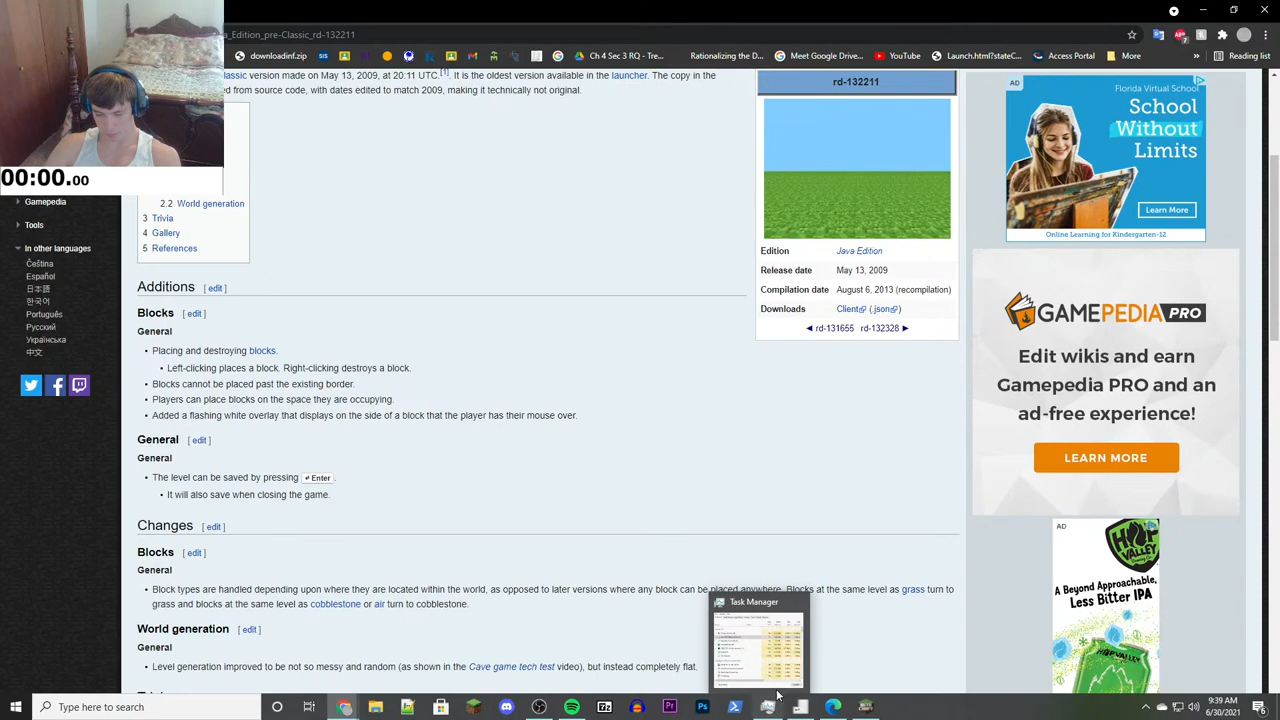 a_Edition_pre-Classic_rd-132211
downloadinfo.zip
Ch 4 Sec 3 RQ - Tre...
Rationalizing the D...
Google Meet Google Drive...
YouTube
Launch.html?stateC...
Access Portal
March Madness
Reading list
lassic version made on May 13, 2009, at 20:11 UTC.[1] It is the oldest version available in the launcher. The copy in the
ed from source code, with dates edited to match 2009, making it technically not original.
00:00.00
2.2 World generation
3 Trivia
4 Gallery
5 References
Gamepedia
Tools
In other languages
Čeština
Español
日本語
한국어
Português
Русский
Українська
中文
Additions [ edit ]
Blocks [ edit ]
General
Placing and destroying blocks.
Left-clicking places a block. Right-clicking destroys a block.
Blocks cannot be placed past the existing border.
Players can place blocks on the space they are occupying.
Added a flashing white overlay that displays on the side of a block that the player has their mouse over.
General [ edit ]
General
The level can be saved by pressing ↵ Enter.
It will also save when closing the game.
Changes [ edit ]
Blocks [ edit ]
General
Block types are handled depending upon where they are located within the world, as opposed to later versions where any block can be placed anywhere. Blocks at the same level as grass turn to
grass and blocks at the same level as cobblestone or air turn to cobblestone.
World generation [ edit ]
General
Level generation improved to be not so messy and random (as shown in the Cave game tech test video), but instead completely flat.
rd-132211
Edition Java Edition
Release date May 13, 2009
Compilation date August 6, 2013 (recompilation)
Downloads Client (.json)
◄ rd-131655 rd-132328 ►
AD
Florida Virtual School
School
Without
Limits
Learn More
Online Learning for Kindergarten-12
GAMEPEDIA PRO
Edit wikis and earn
Gamepedia PRO and an
ad-free experience!
LEARN MORE
AD
HOP
VALLEY
A Beyond Approachable,
Less Bitter IPA
Task Manager
Type here to search
9:39 AM
6/30/2021